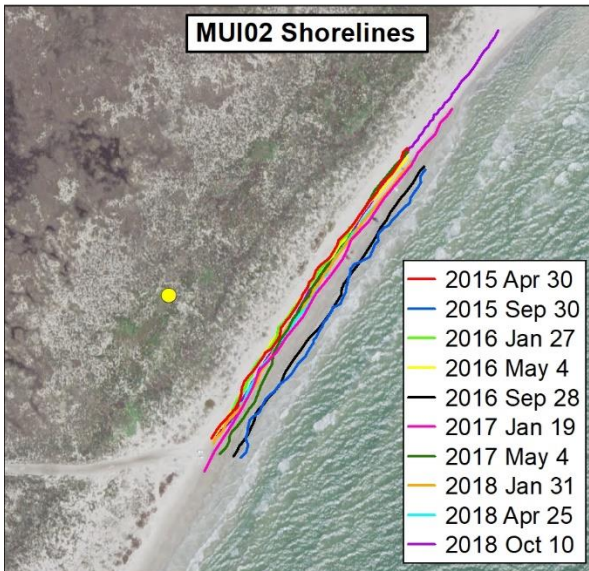 MUI02 Shorelines
2015 Apr 30
2015 Sep 30
2016 Jan 27
2016 May 4
2016 Sep 28
2017 Jan 19
2017 May 4
2018 Jan 31
2018 Apr 25
2018 Oct 10